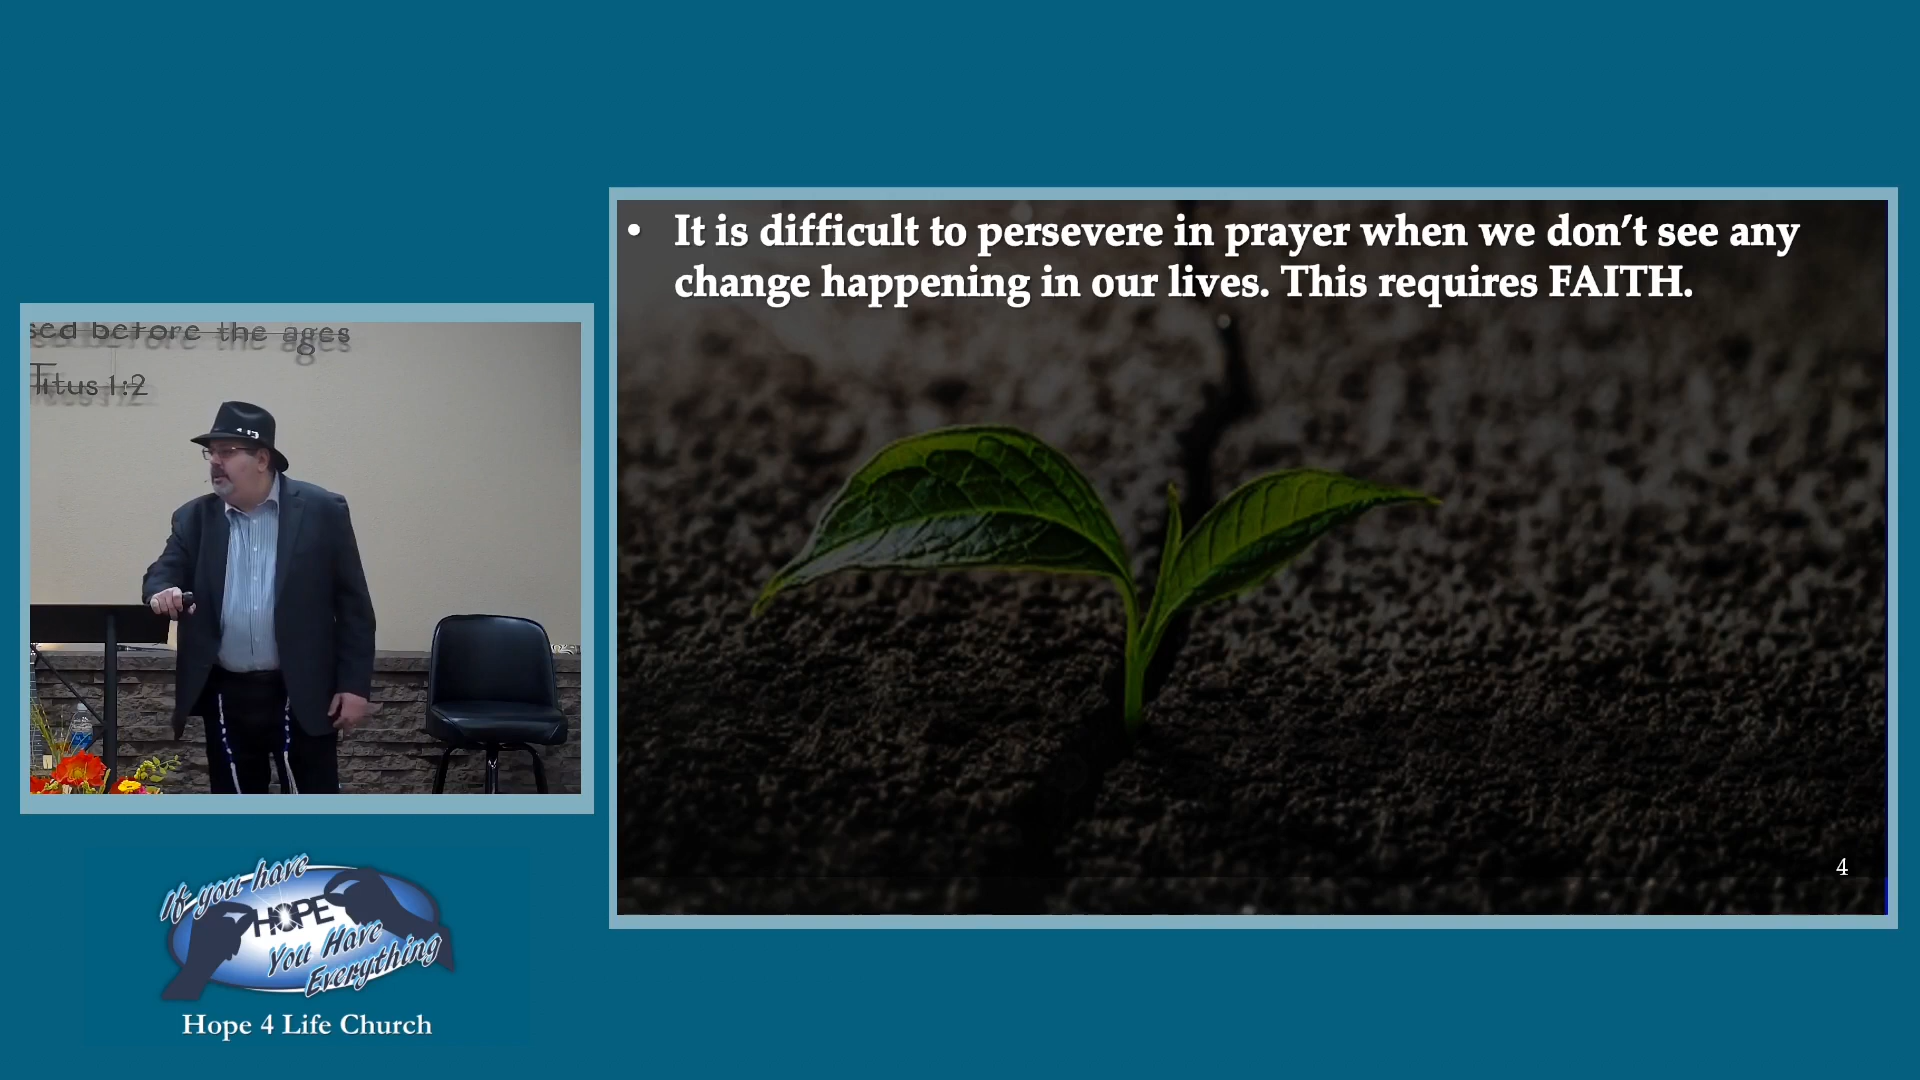 • It is difficult to persevere in prayer when we don't see any
change happening in our lives. This requires FAITH.
before the ages
Titus 1:2
4
If you have
HOPE
You Have
Everything
Hope 4 Life Church